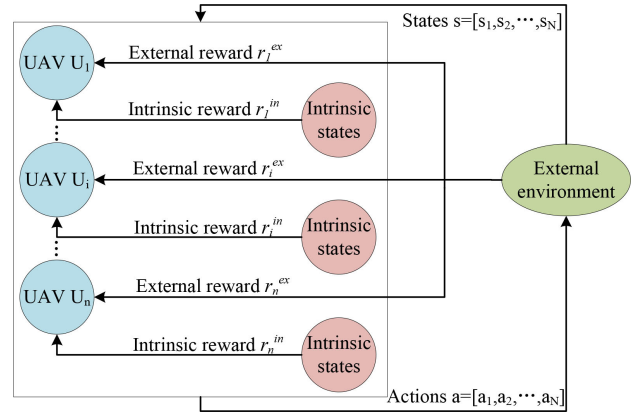 States s=[s₁,s₂,⋯,s_N]
UAV U₁
External reward r₁ᵉˣ
Intrinsic reward r₁ⁱⁿ
Intrinsic
states
UAV Uᵢ
External reward rᵢᵉˣ
External
environment
Intrinsic reward rᵢⁱⁿ
Intrinsic
states
UAV Uₙ
External reward rₙᵉˣ
Intrinsic reward rₙⁱⁿ
Intrinsic
states
Actions a=[a₁,a₂,⋯,a_N]